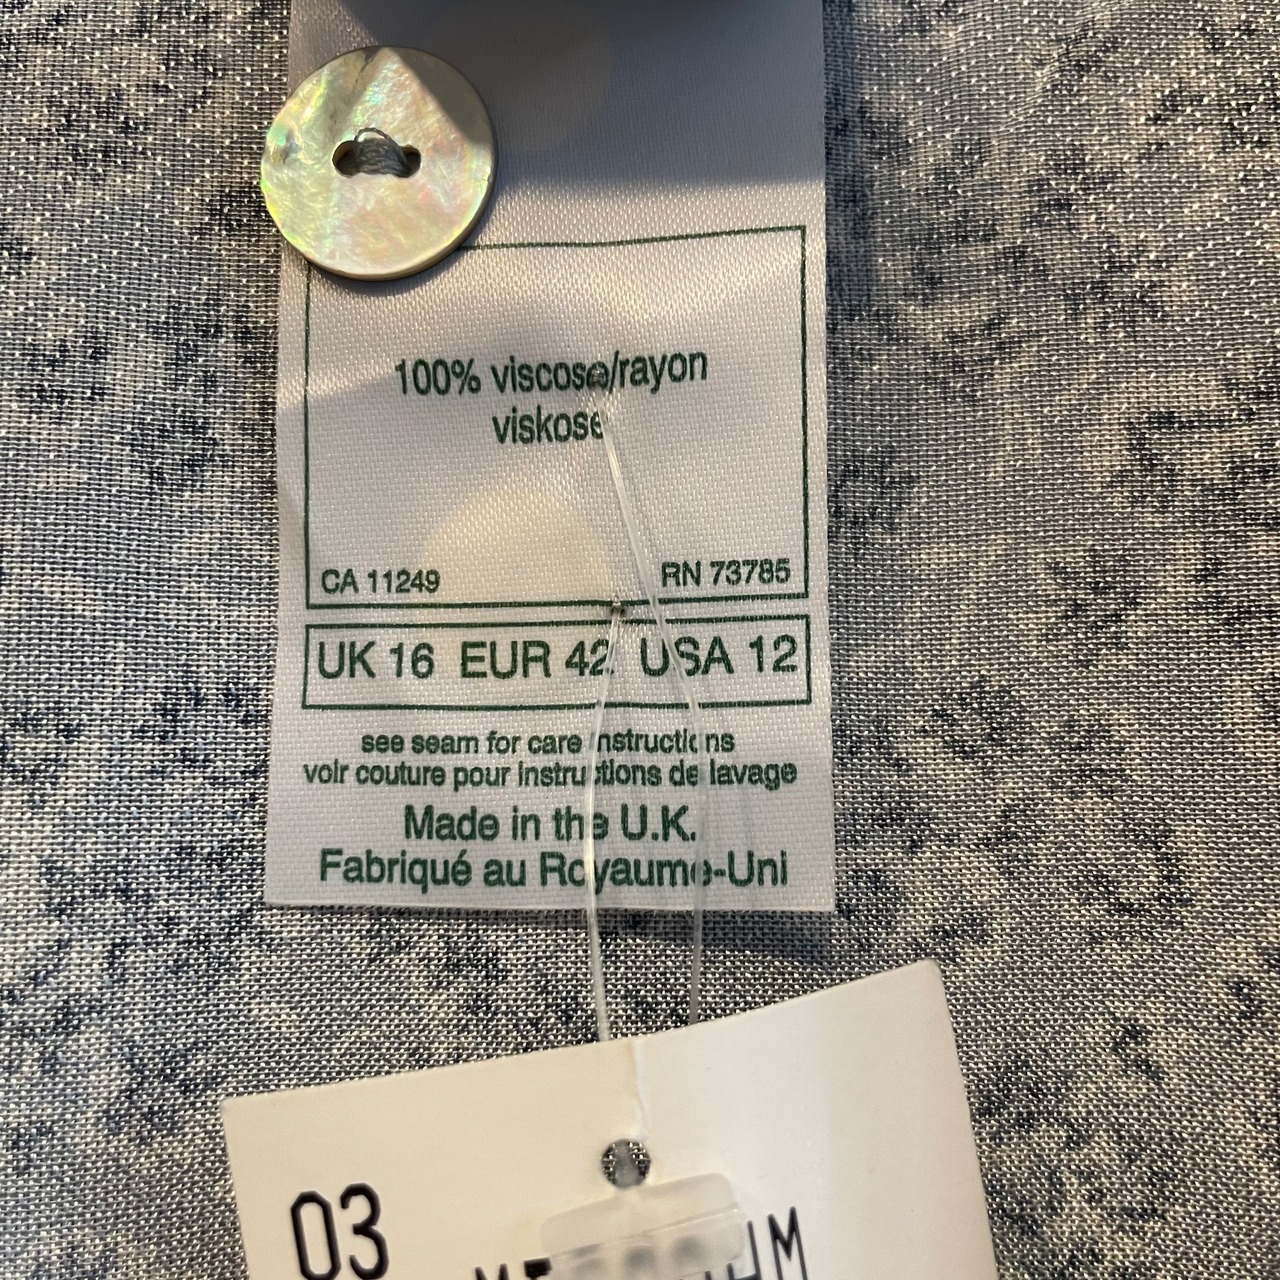 100% viscose/rayon
viskose
CA 11249 RN 73785
UK 16 EUR 42 USA 12
see seam for care instructions
voir couture pour instructions de lavage
Made in the U.K.
Fabriqué au Royaume-Uni
03